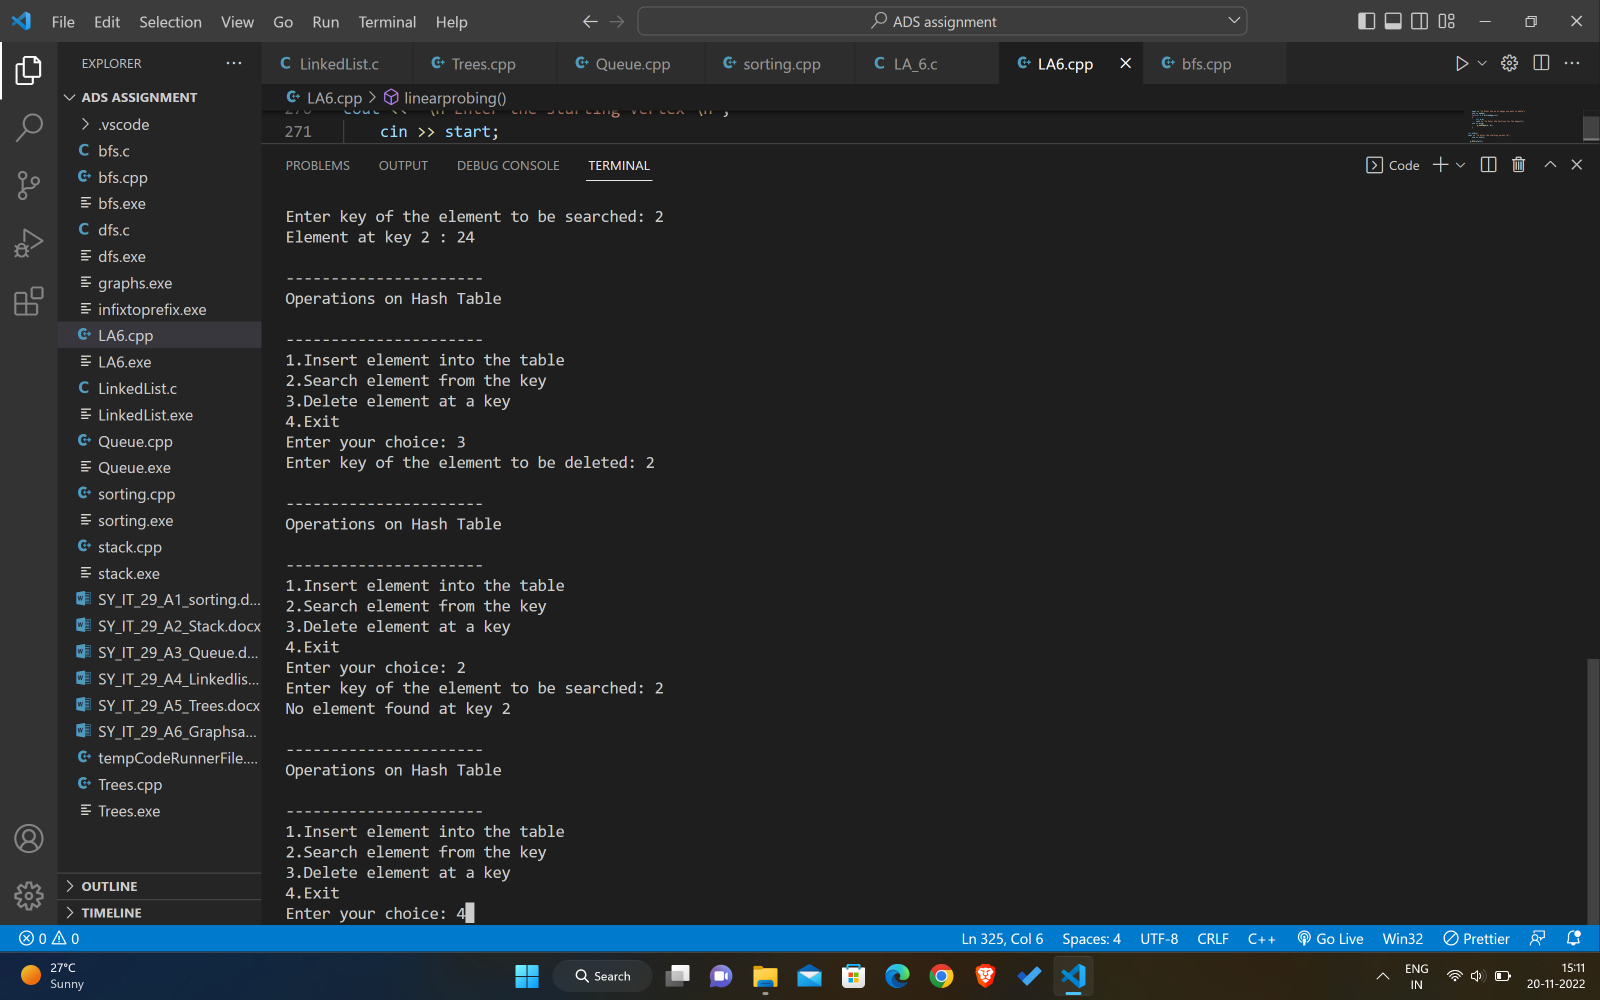 File Edit Selection View Go Run Terminal Help
ADS assignment
EXPLORER
LinkedList.c
Trees.cpp
Queue.cpp
sorting.cpp
LA_6.c
LA6.cpp
bfs.cpp
ADS ASSIGNMENT
.vscode
bfs.c
bfs.cpp
bfs.exe
dfs.c
dfs.exe
graphs.exe
infixtoprefix.exe
LA6.cpp
LA6.exe
LinkedList.c
LinkedList.exe
Queue.cpp
Queue.exe
sorting.cpp
sorting.exe
stack.cpp
stack.exe
SY_IT_29_A1_sorting.d...
SY_IT_29_A2_Stack.docx
SY_IT_29_A3_Queue.d...
SY_IT_29_A4_Linkedlis...
SY_IT_29_A5_Trees.docx
SY_IT_29_A6_Graphsa...
tempCodeRunnerFile....
Trees.cpp
Trees.exe
OUTLINE
TIMELINE
LA6.cpp > linearprobing()
271 cin >> start;
PROBLEMS OUTPUT DEBUG CONSOLE TERMINAL
Code
Enter key of the element to be searched: 2
Element at key 2 : 24
----------------------
Operations on Hash Table
----------------------
1.Insert element into the table
2.Search element from the key
3.Delete element at a key
4.Exit
Enter your choice: 3
Enter key of the element to be deleted: 2
----------------------
Operations on Hash Table
----------------------
1.Insert element into the table
2.Search element from the key
3.Delete element at a key
4.Exit
Enter your choice: 2
Enter key of the element to be searched: 2
No element found at key 2
----------------------
Operations on Hash Table
----------------------
1.Insert element into the table
2.Search element from the key
3.Delete element at a key
4.Exit
Enter your choice: 4
0 0
Ln 325, Col 6 Spaces: 4 UTF-8 CRLF C++ Go Live Win32 Prettier
27°C
Sunny
Search
ENG
IN
15:11
20-11-2022